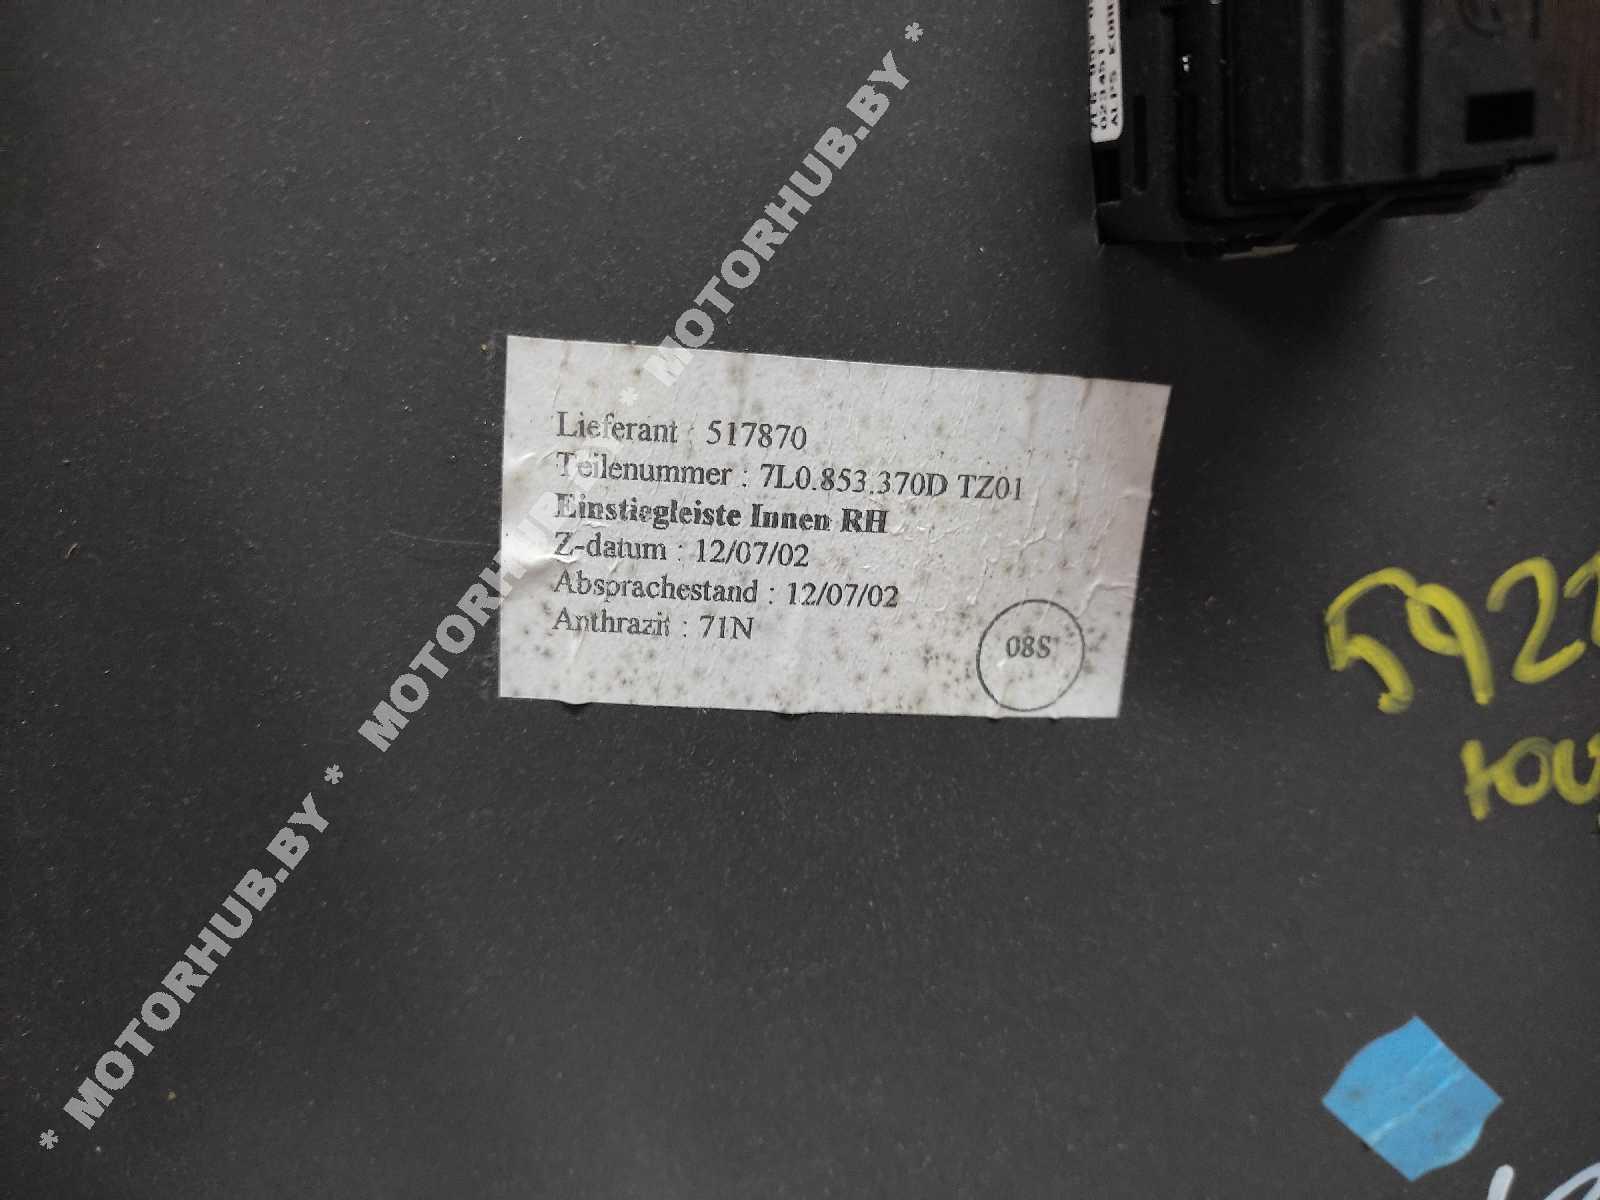 023451
Lieferant : 517870
Teilenummer : 7L0.853.370D TZ01
Einstiegleiste Innen RH
Z-datum : 12/07/02
Absprachestand : 12/07/02
Anthrazit : 71N
08S
* MOTORHUB.BY * MOTORHUB.BY * MOTORHUB.BY *